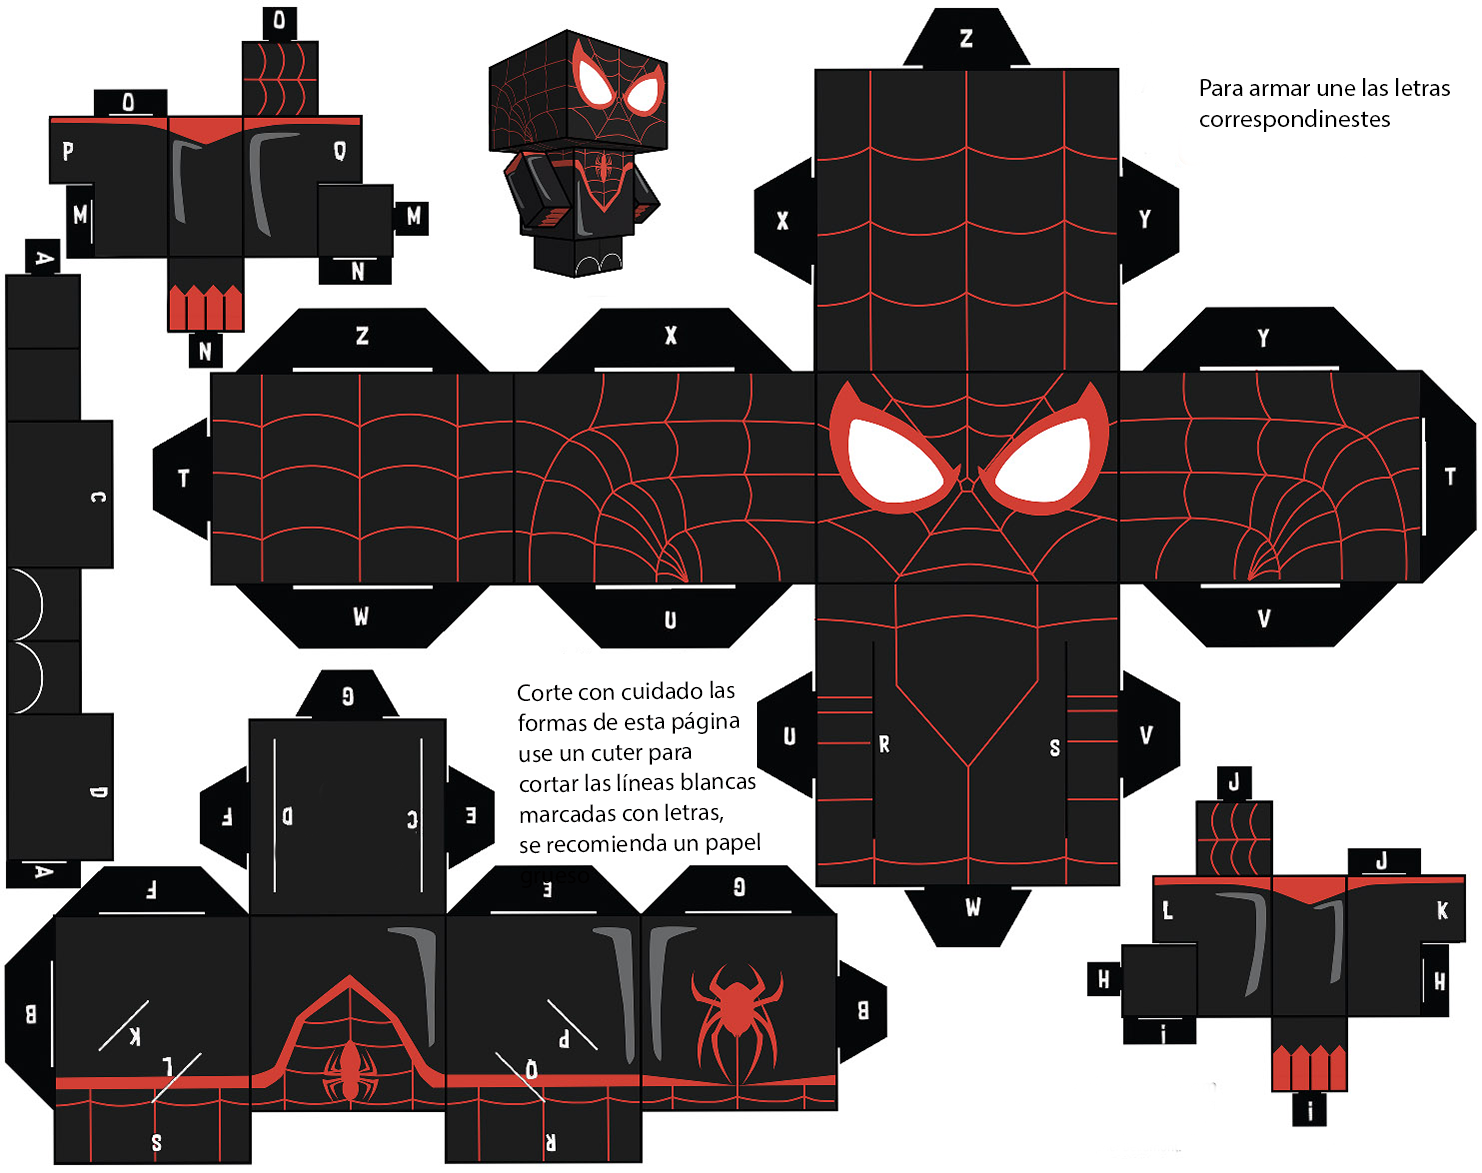 O
Z
Para armar une las letras
correspondinestes
O
P
Q
M
M
X
Y
A
N
N
Z
X
Y
T
T
C
W
U
V
G
Corte con cuidado las
formas de esta página
use un cuter para
cortar las líneas blancas
marcadas con letras,
se recomienda un papel
grueso
U
R
S
V
D
F
D
C
E
J
A
F
E
G
J
L
K
W
H
H
B
K
L
P
Q
B
i
S
R
i